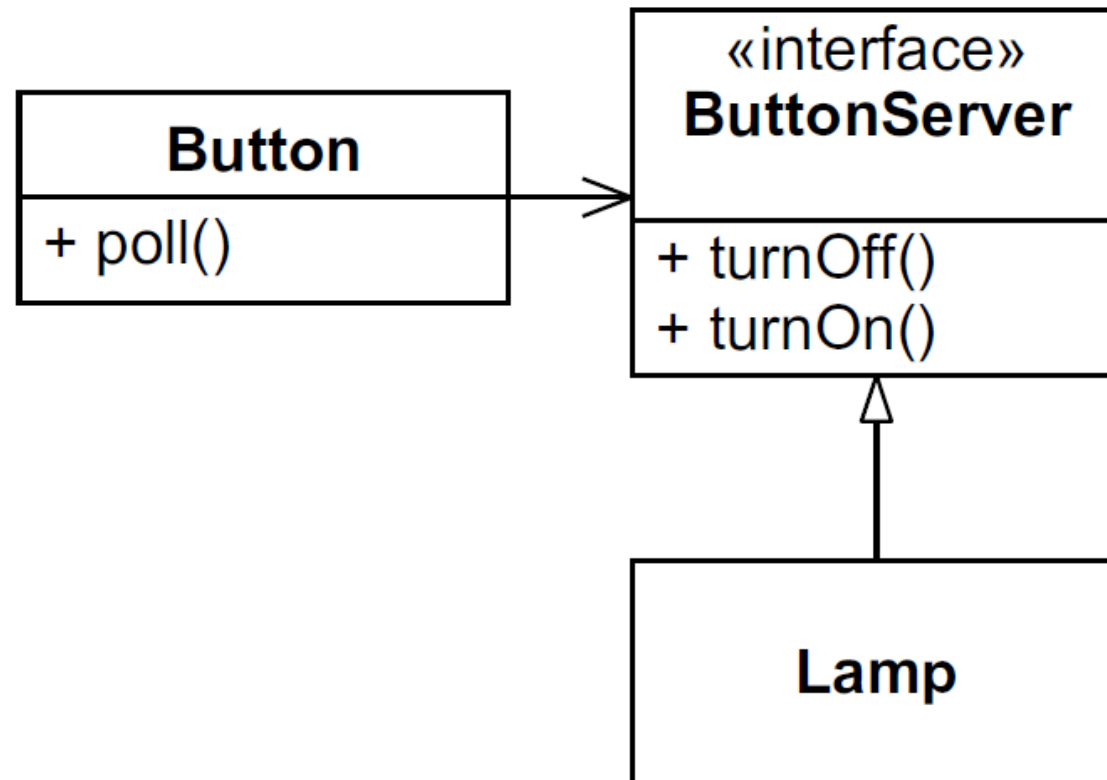 Button
+ poll()
«interface»
ButtonServer
+ turnOff()
+ turnOn()
Lamp